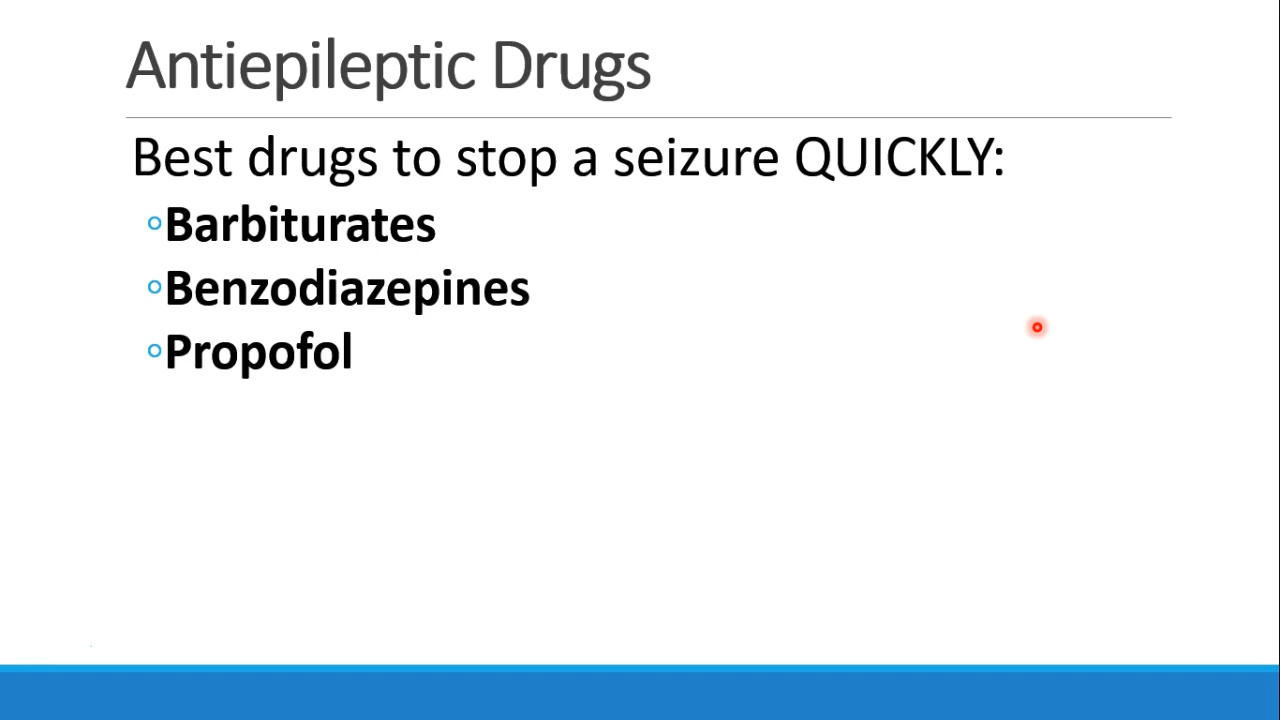 Antiepileptic Drugs
Best drugs to stop a seizure QUICKLY:
◦Barbiturates
◦Benzodiazepines
◦Propofol